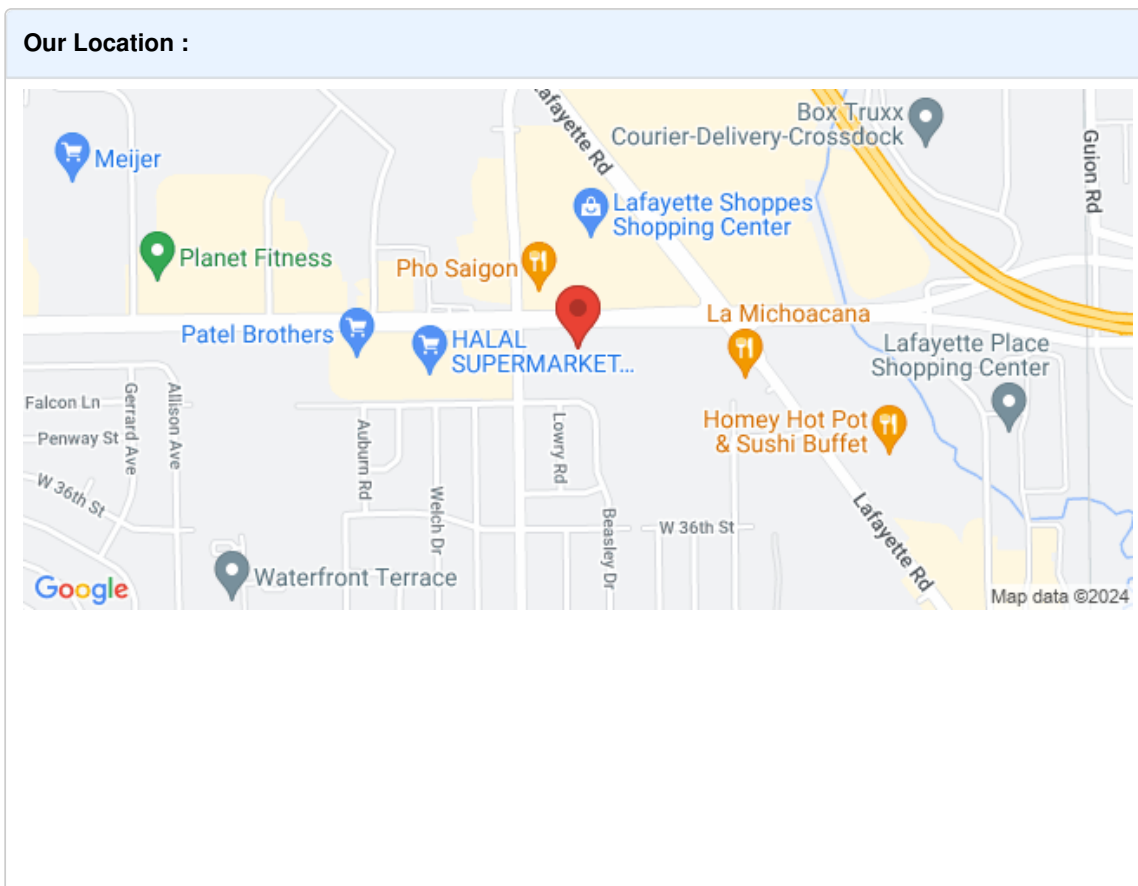 Our Location :
Lafayette Rd
Box Truxx
Courier-Delivery-Crossdock
Guion Rd
Meijer
Lafayette Shoppes
Shopping Center
Planet Fitness
Pho Saigon
La Michoacana
Patel Brothers
HALAL
SUPERMARKET...
Lafayette Place
Shopping Center
Falcon Ln
Gerrard Ave
Allison Ave
Penway St
Auburn Rd
Lowry Rd
Homey Hot Pot
& Sushi Buffet
W 36th St
Welch Dr
Beasley Dr
W 36th St
Lafayette Rd
Waterfront Terrace
Google
Map data ©2024